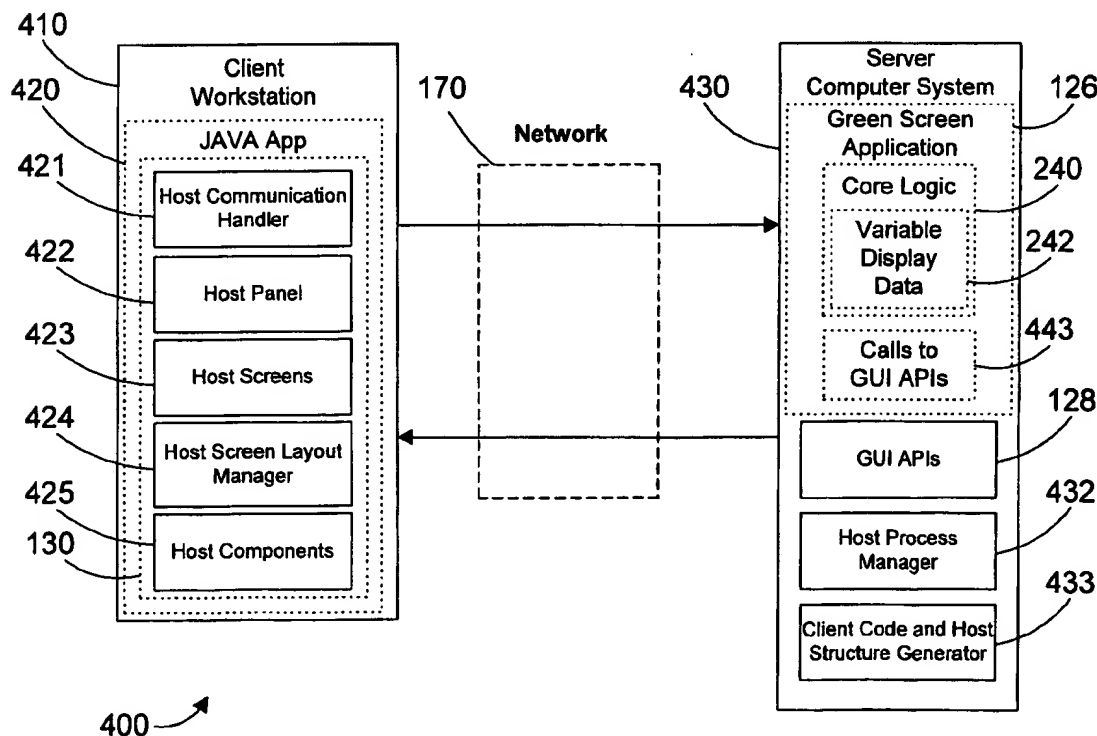 410
Client
Workstation
420
JAVA App
421
Host Communication
Handler
422
Host Panel
423
Host Screens
424
Host Screen Layout
Manager
425
Host Components
130
170
Network
430
Server
Computer System
126
Green Screen
Application
Core Logic
240
Variable
Display
Data
242
Calls to
GUI APIs
443
GUI APIs
128
Host Process
Manager
432
Client Code and Host
Structure Generator
433
400